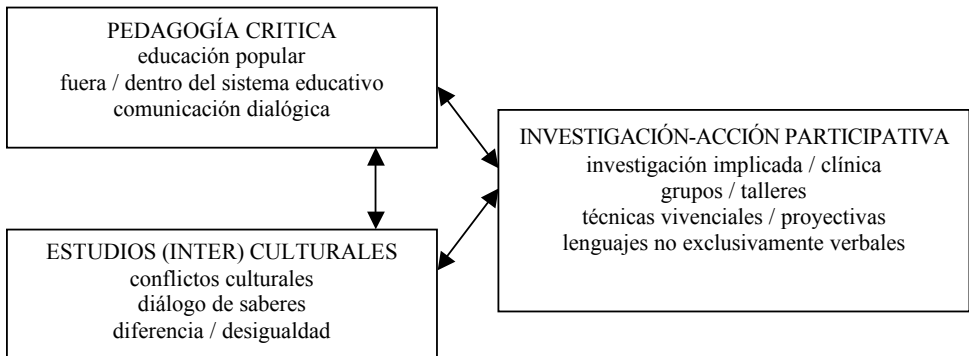 PEDAGOGÍA CRITICA
educación popular
fuera / dentro del sistema educativo
comunicación dialógica
INVESTIGACIÓN-ACCIÓN PARTICIPATIVA
investigación implicada / clínica
grupos / talleres
técnicas vivenciales / proyectivas
lenguajes no exclusivamente verbales
ESTUDIOS (INTER) CULTURALES
conflictos culturales
diálogo de saberes
diferencia / desigualdad